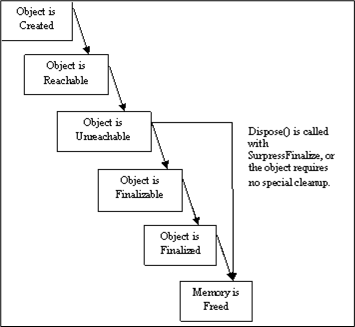 Object is
Created
Object is
Reachable
Object is
Unreachable
Dispose() is called
with
SurpressFinalize, or
the object requires
no special cleanup.
Object is
Finalizable
Object is
Finalized
Memory is
Freed